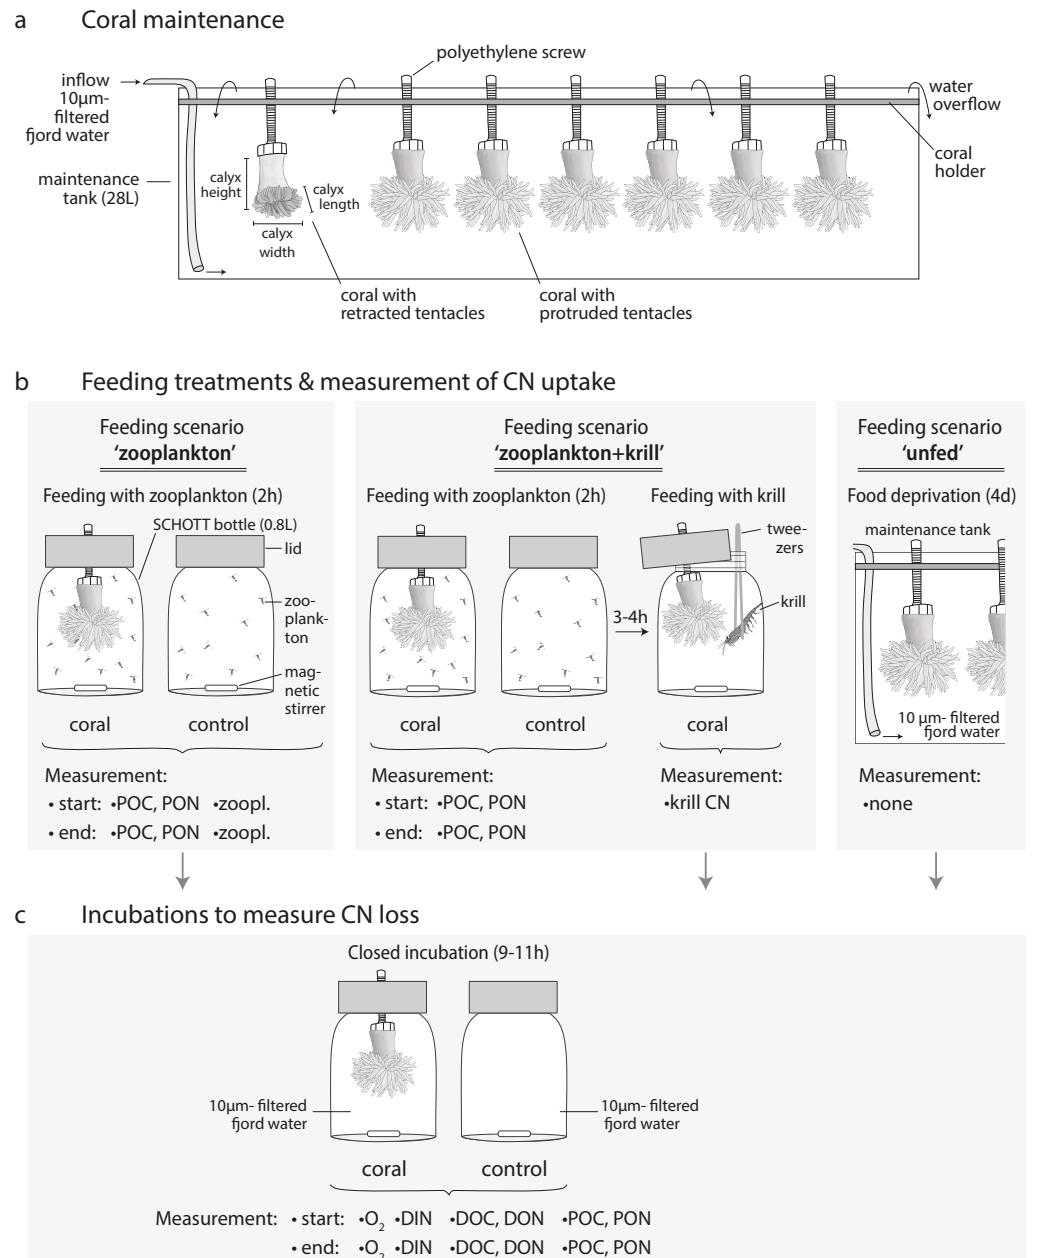 a Coral maintenance
polyethylene screw
inflow
10μm-
filtered
fjord water
water
overflow
maintenance
tank (28L)
calyx
height
calyx
length
calyx
width
coral
holder
coral with
retracted tentacles
coral with
protruded tentacles
b Feeding treatments & measurement of CN uptake
Feeding scenario
‘zooplankton’
Feeding with zooplankton (2h)
SCHOTT bottle (0.8L)
lid
zoo-
plank-
ton
mag-
netic
stirrer
coral control
Measurement:
• start: •POC, PON •zoopl.
• end: •POC, PON •zoopl.
Feeding scenario
‘zooplankton+krill’
Feeding with zooplankton (2h) Feeding with krill
twee-
zers
krill
3-4h
coral control coral
Measurement:
• start: •POC, PON
• end: •POC, PON
Measurement:
•krill CN
Feeding scenario
‘unfed’
Food deprivation (4d)
maintenance tank
10 μm- filtered
fjord water
Measurement:
•none
c Incubations to measure CN loss
Closed incubation (9-11h)
10μm- filtered
fjord water
10μm- filtered
fjord water
coral control
Measurement: • start: •O₂ •DIN •DOC, DON •POC, PON
• end: •O₂ •DIN •DOC, DON •POC, PON